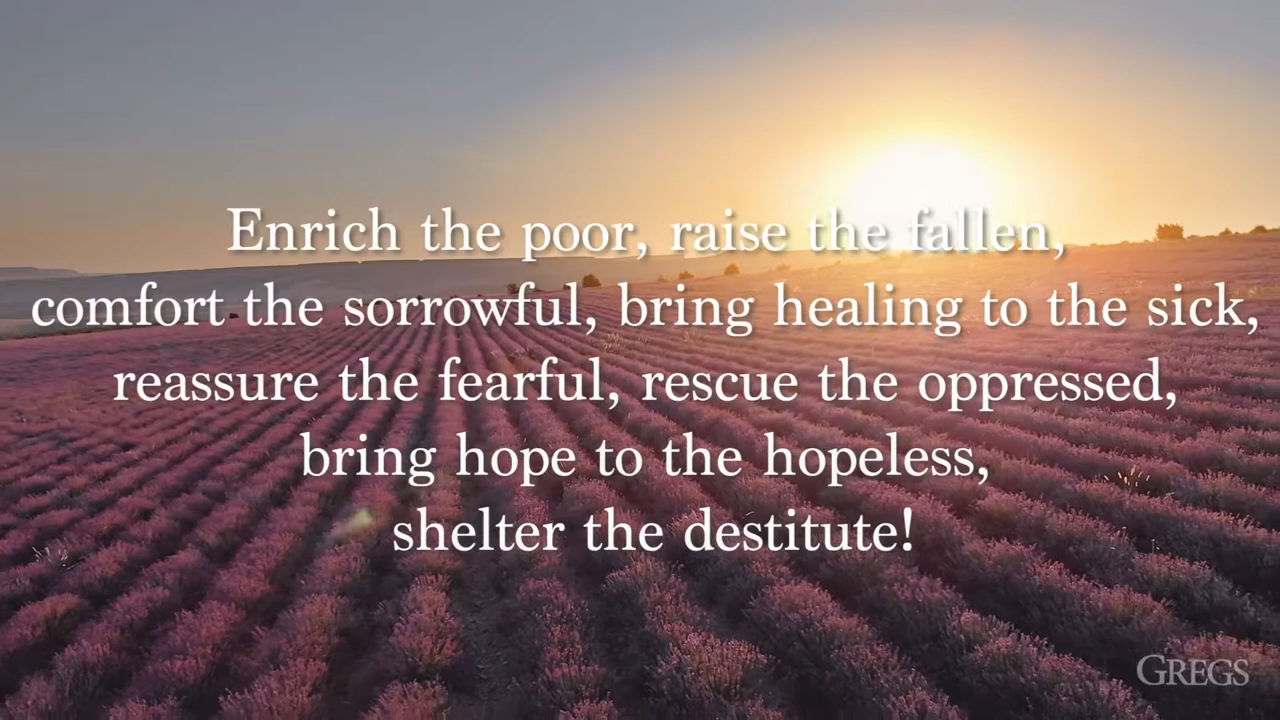 Enrich the poor, raise the fallen,
comfort the sorrowful, bring healing to the sick,
reassure the fearful, rescue the oppressed,
bring hope to the hopeless,
shelter the destitute!
GREGS